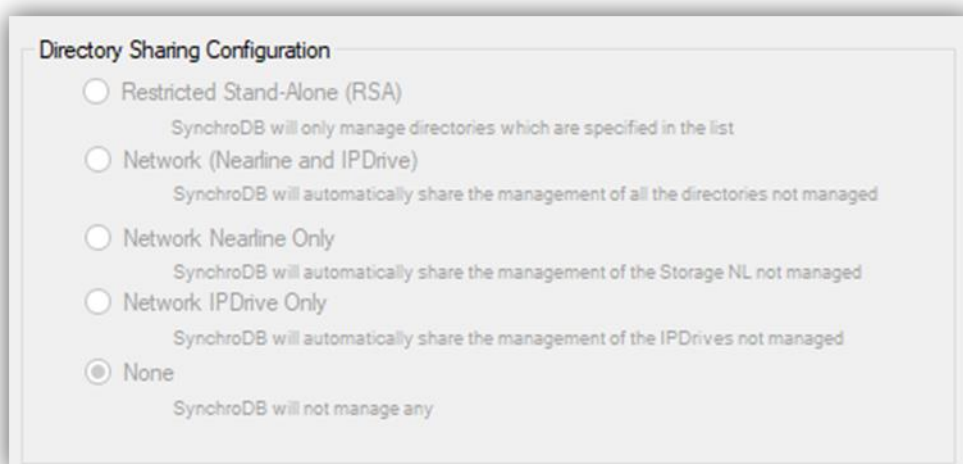 Directory Sharing Configuration
Restricted Stand-Alone (RSA)
SynchroDB will only manage directories which are specified in the list
Network (Nearline and IPDrive)
SynchroDB will automatically share the management of all the directories not managed
Network Nearline Only
SynchroDB will automatically share the management of the Storage NL not managed
Network IPDrive Only
SynchroDB will automatically share the management of the IPDrives not managed
None
SynchroDB will not manage any